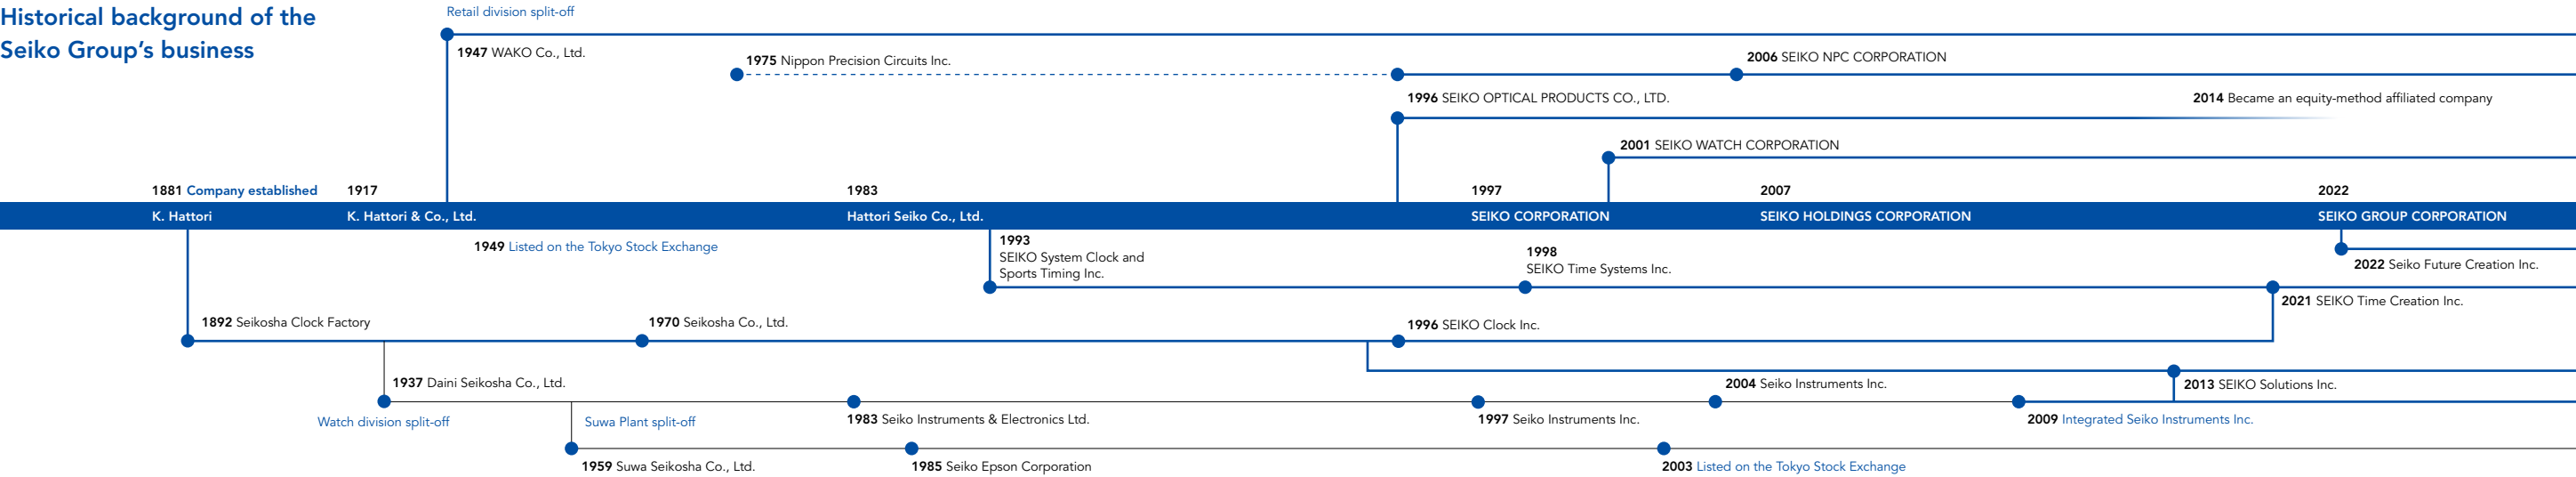 Historical background of the
Seiko Group's business
Retail division split-off
1947 WAKO Co., Ltd.
1975 Nippon Precision Circuits Inc.
2006 SEIKO NPC CORPORATION
1996 SEIKO OPTICAL PRODUCTS CO., LTD.
2014 Became an equity-method affiliated company
2001 SEIKO WATCH CORPORATION
1881 Company established
1917
1983
1997
2007
2022
K. Hattori
K. Hattori & Co., Ltd.
Hattori Seiko Co., Ltd.
SEIKO CORPORATION
SEIKO HOLDINGS CORPORATION
SEIKO GROUP CORPORATION
1949 Listed on the Tokyo Stock Exchange
1993
SEIKO System Clock and
Sports Timing Inc.
1998
SEIKO Time Systems Inc.
2022 Seiko Future Creation Inc.
2021 SEIKO Time Creation Inc.
1892 Seikosha Clock Factory
1970 Seikosha Co., Ltd.
1996 SEIKO Clock Inc.
1937 Daini Seikosha Co., Ltd.
2004 Seiko Instruments Inc.
2013 SEIKO Solutions Inc.
Watch division split-off
Suwa Plant split-off
1983 Seiko Instruments & Electronics Ltd.
1997 Seiko Instruments Inc.
2009 Integrated Seiko Instruments Inc.
1959 Suwa Seikosha Co., Ltd.
1985 Seiko Epson Corporation
2003 Listed on the Tokyo Stock Exchange